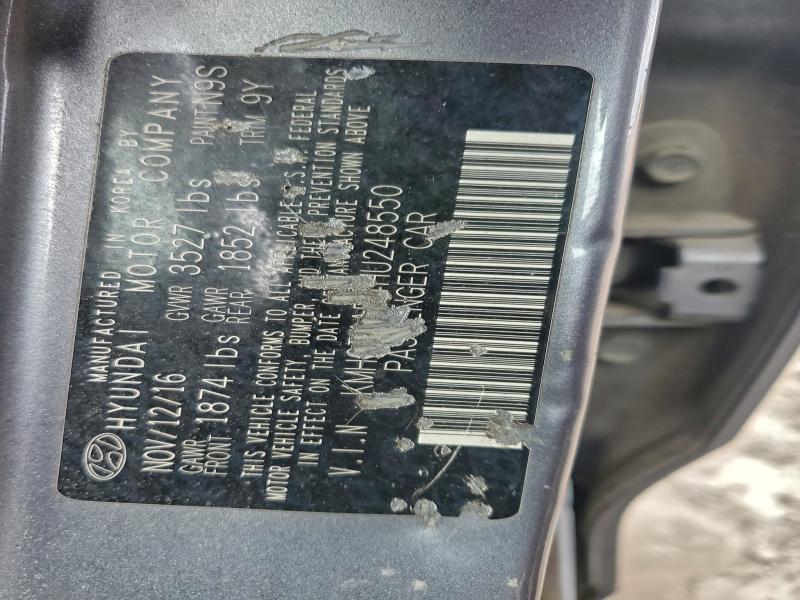 MANUFACTURED IN KOREA BY
HYUNDAI MOTOR COMPANY
NOV/12/16 GVWR 3527 lbs PAINT N9S
GAWR FRONT 1874 lbs GAWR REAR 1852 lbs TRIM 9Y
THIS VEHICLE CONFORMS TO ALL APPLICABLE U.S. FEDERAL
MOTOR VEHICLE SAFETY, BUMPER, AND THEFT PREVENTION STANDARDS
IN EFFECT ON THE DATE OF MANUFACTURE SHOWN ABOVE
V.I.N KMH HU248550
PASSENGER CAR